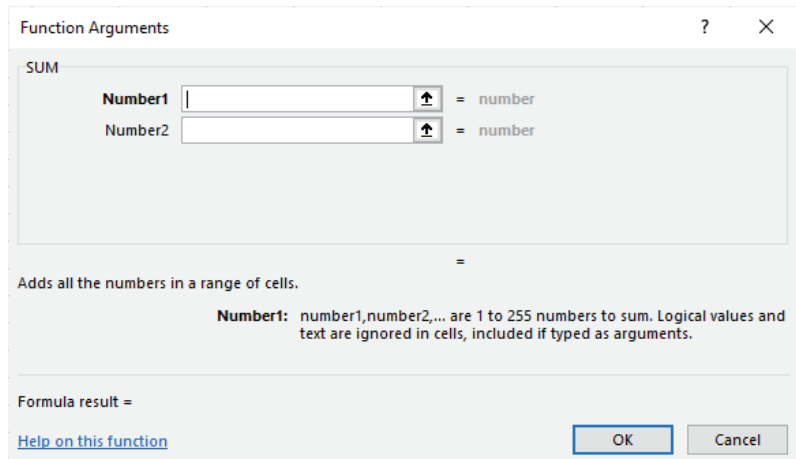 Function Arguments ?
SUM
Number1 = number
Number2 = number
=
Adds all the numbers in a range of cells.
Number1: number1,number2,... are 1 to 255 numbers to sum. Logical values and
text are ignored in cells, included if typed as arguments.
Formula result =
Help on this function OK Cancel